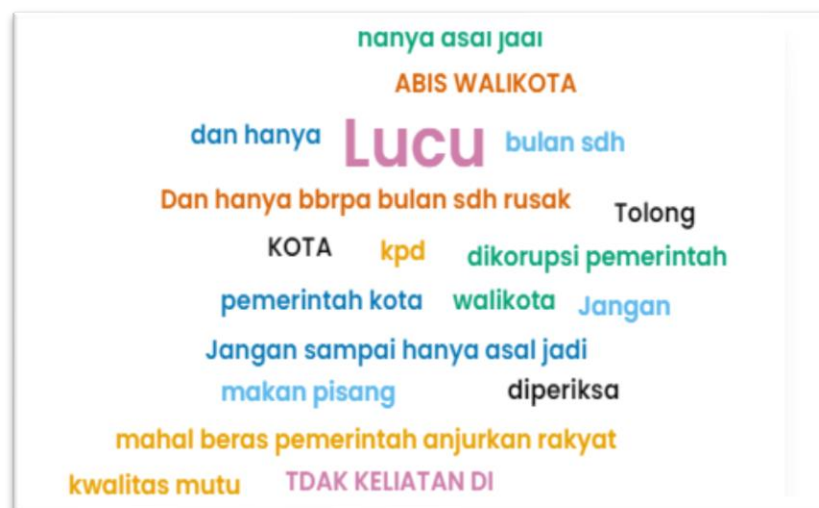 hanya asal jadi
ABIS WALIKOTA
dan hanya Lucu bulan sdh
Dan hanya bbrpa bulan sdh rusak Tolong
KOTA kpd dikorupsi pemerintah
pemerintah kota walikota Jangan
Jangan sampai hanya asal jadi
makan pisang diperiksa
mahal beras pemerintah anjurkan rakyat
kwalitas mutu TDAK KELIATAN DI